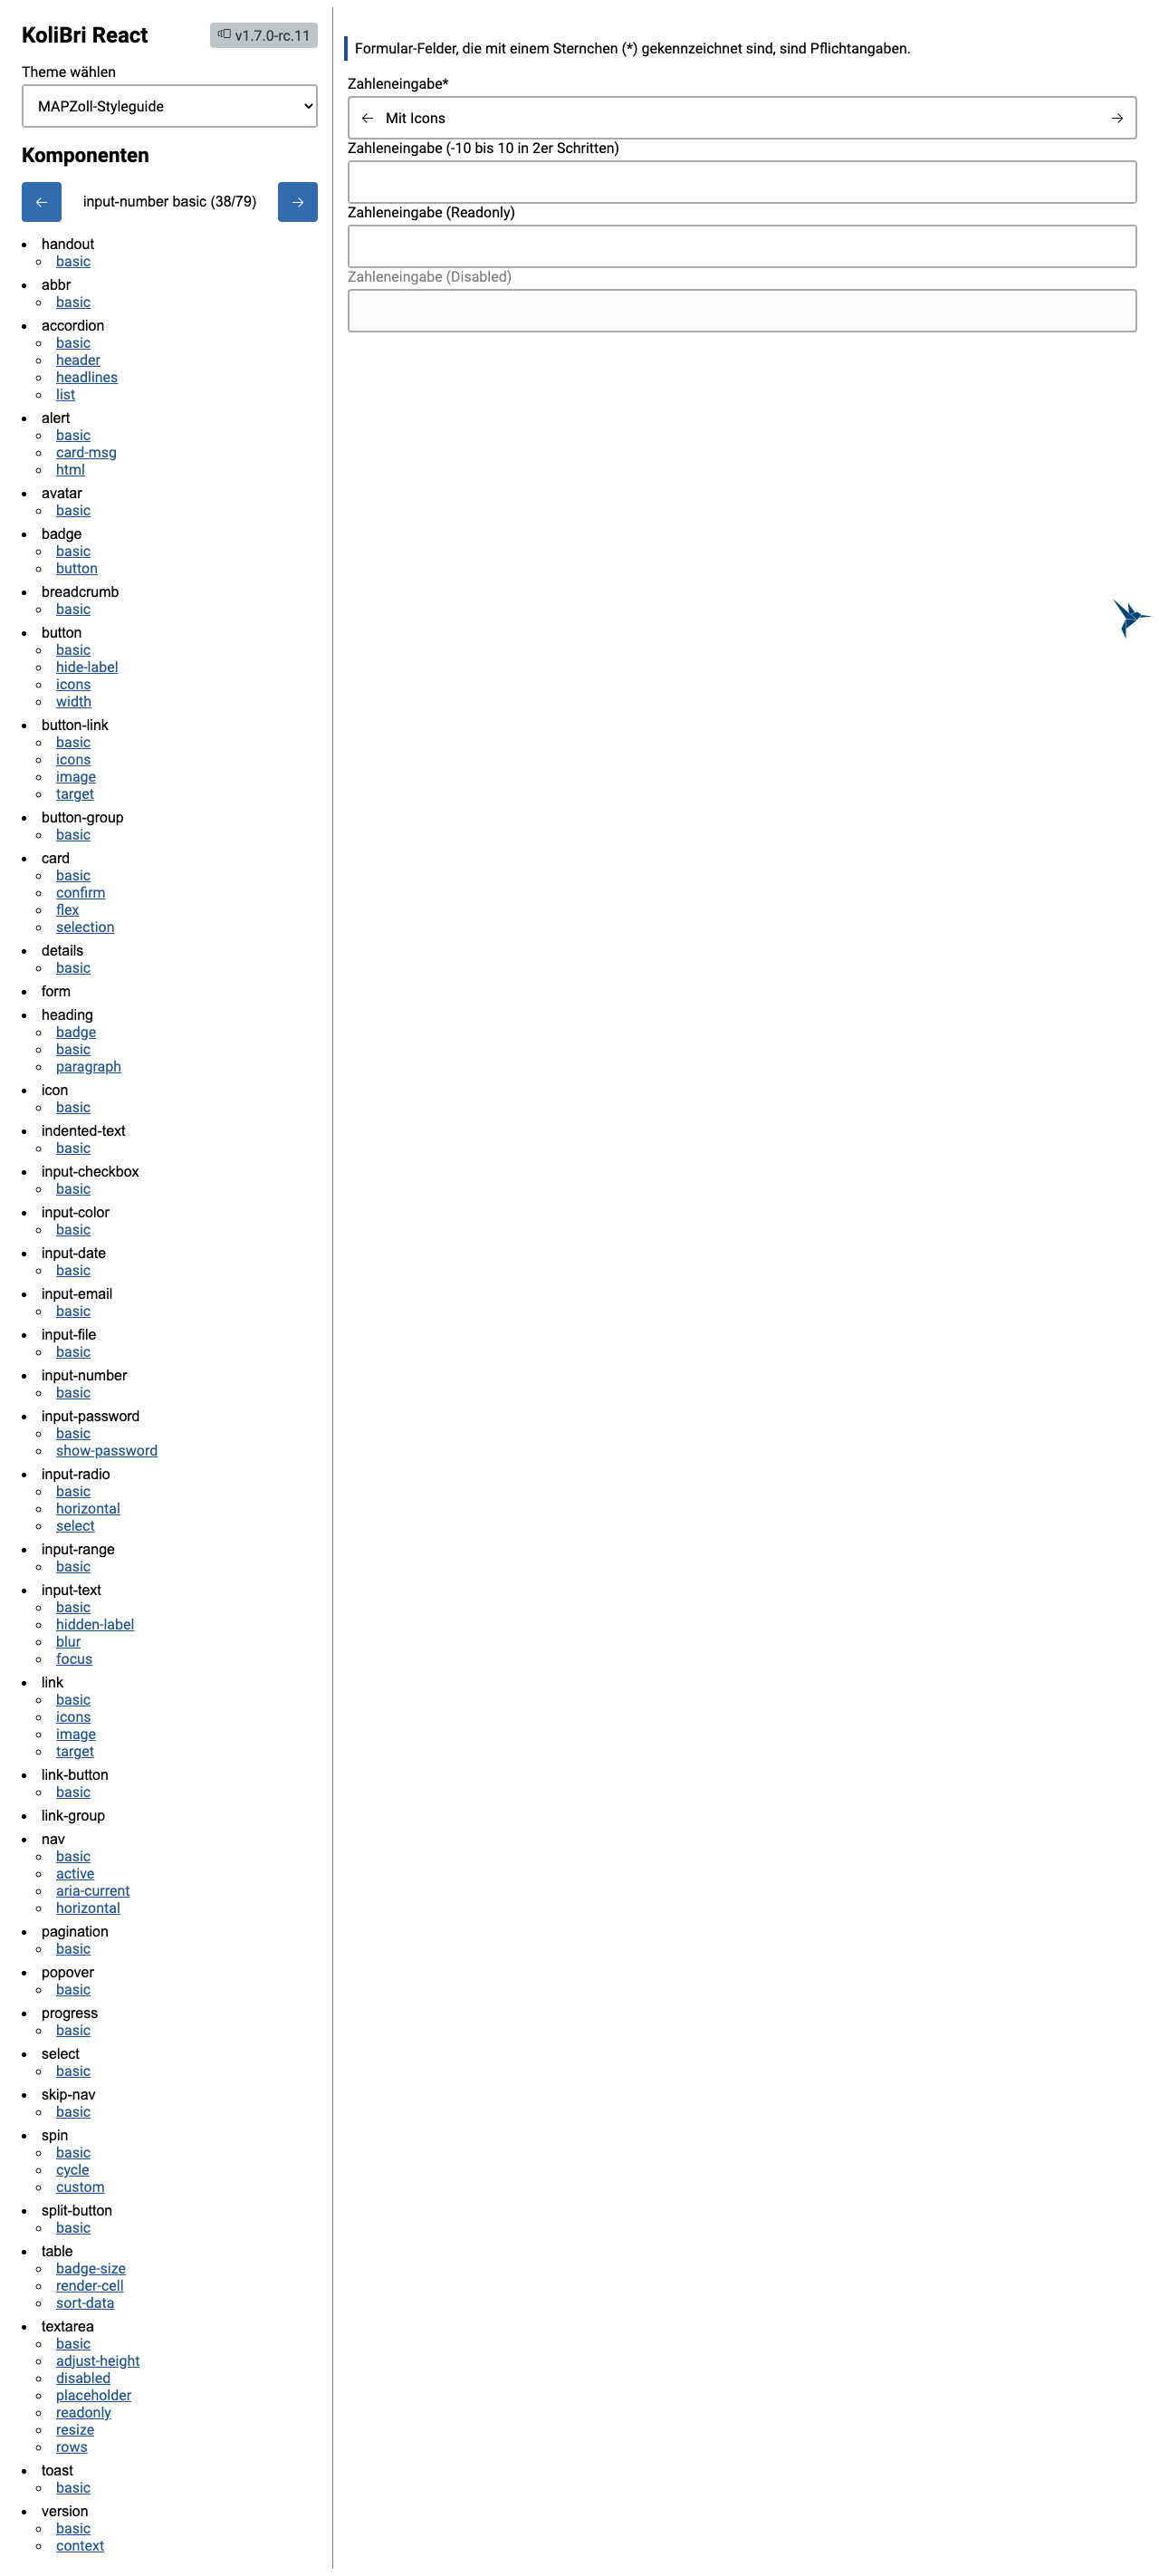 KoliBri React
v1.7.0-rc.11
Theme wählen
MAPZoll-Styleguide
Komponenten
← input-number basic (38/79) →
handout
basic
abbr
basic
accordion
basic
header
headlines
list
alert
basic
card-msg
html
avatar
basic
badge
basic
button
breadcrumb
basic
button
basic
hide-label
icons
width
button-link
basic
icons
image
target
button-group
basic
card
basic
confirm
flex
selection
details
basic
form
heading
badge
basic
paragraph
icon
basic
indented-text
basic
input-checkbox
basic
input-color
basic
input-date
basic
input-email
basic
input-file
basic
input-number
basic
input-password
basic
show-password
input-radio
basic
horizontal
select
input-range
basic
input-text
basic
hidden-label
blur
focus
link
basic
icons
image
target
link-button
basic
link-group
nav
basic
active
aria-current
horizontal
pagination
basic
popover
basic
progress
basic
select
basic
skip-nav
basic
spin
basic
cycle
custom
split-button
basic
table
badge-size
render-cell
sort-data
textarea
basic
adjust-height
disabled
placeholder
readonly
resize
rows
toast
basic
version
basic
context
Formular-Felder, die mit einem Sternchen (*) gekennzeichnet sind, sind Pflichtangaben.
Zahleneingabe*
← Mit Icons →
Zahleneingabe (-10 bis 10 in 2er Schritten)
Zahleneingabe (Readonly)
Zahleneingabe (Disabled)